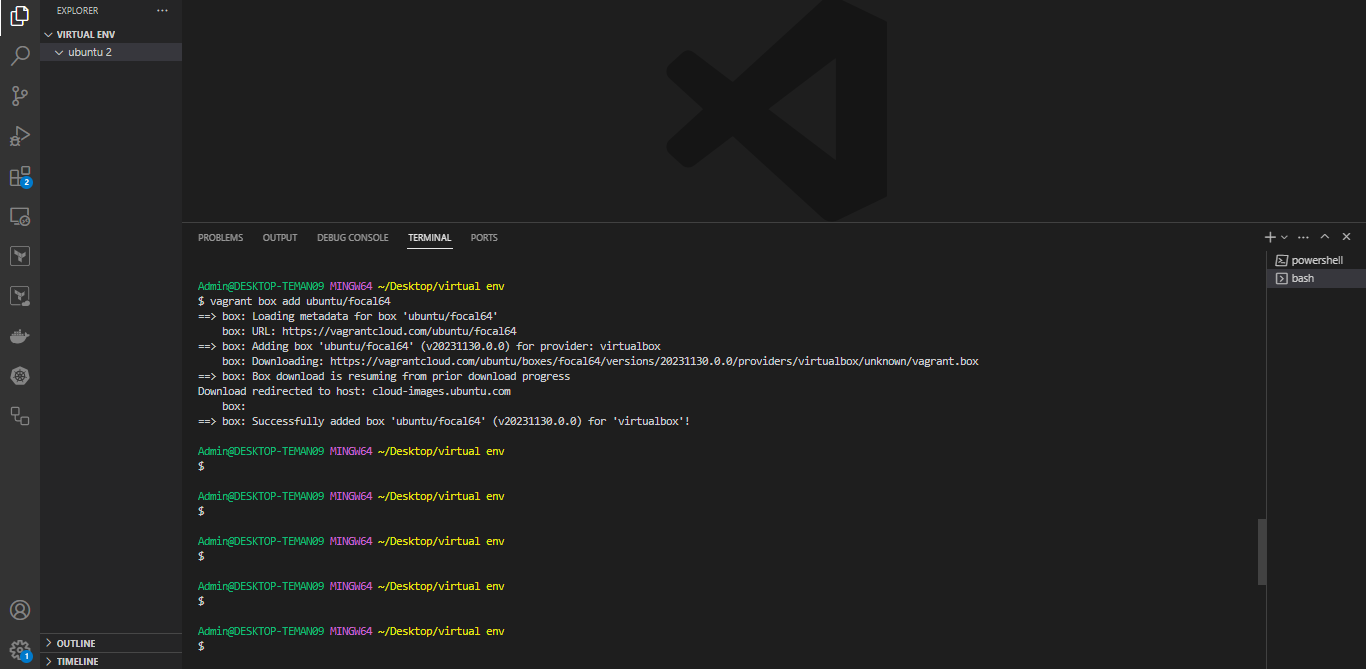 EXPLORER
VIRTUAL ENV
ubuntu 2
2
PROBLEMS OUTPUT DEBUG CONSOLE TERMINAL PORTS
powershell
bash
Admin@DESKTOP-TEMAN09 MINGW64 ~/Desktop/virtual env
$ vagrant box add ubuntu/focal64
==> box: Loading metadata for box 'ubuntu/focal64'
box: URL: https://vagrantcloud.com/ubuntu/focal64
==> box: Adding box 'ubuntu/focal64' (v20231130.0.0) for provider: virtualbox
box: Downloading: https://vagrantcloud.com/ubuntu/boxes/focal64/versions/20231130.0.0/providers/virtualbox/unknown/vagrant.box
==> box: Box download is resuming from prior download progress
Download redirected to host: cloud-images.ubuntu.com
box:
==> box: Successfully added box 'ubuntu/focal64' (v20231130.0.0) for 'virtualbox'!
Admin@DESKTOP-TEMAN09 MINGW64 ~/Desktop/virtual env
$
Admin@DESKTOP-TEMAN09 MINGW64 ~/Desktop/virtual env
$
Admin@DESKTOP-TEMAN09 MINGW64 ~/Desktop/virtual env
$
Admin@DESKTOP-TEMAN09 MINGW64 ~/Desktop/virtual env
$
Admin@DESKTOP-TEMAN09 MINGW64 ~/Desktop/virtual env
$
OUTLINE
TIMELINE
1